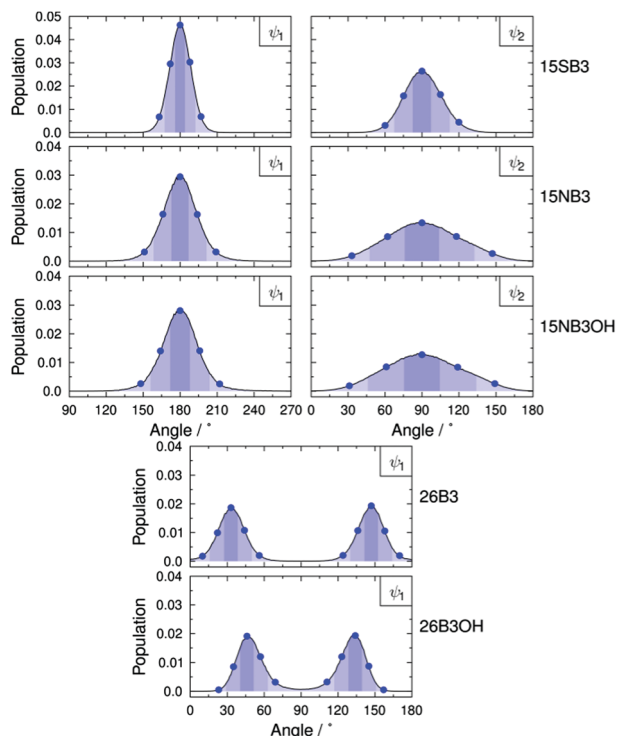 0.05
0.04
0.03
0.02
0.01
0.0
Population
ψ1
ψ2
15SB3
0.04
0.03
0.02
0.01
0.0
Population
ψ1
ψ2
15NB3
0.04
0.03
0.02
0.01
0.0
Population
ψ1
ψ2
15NB3OH
90 120 150 180 210 240 270
0 30 60 90 120 150 180
Angle / ° Angle / °
0.04
0.03
0.02
0.01
0.0
Population
ψ1
26B3
0.04
0.03
0.02
0.01
0.0
Population
ψ1
26B3OH
0 30 60 90 120 150 180
Angle / °